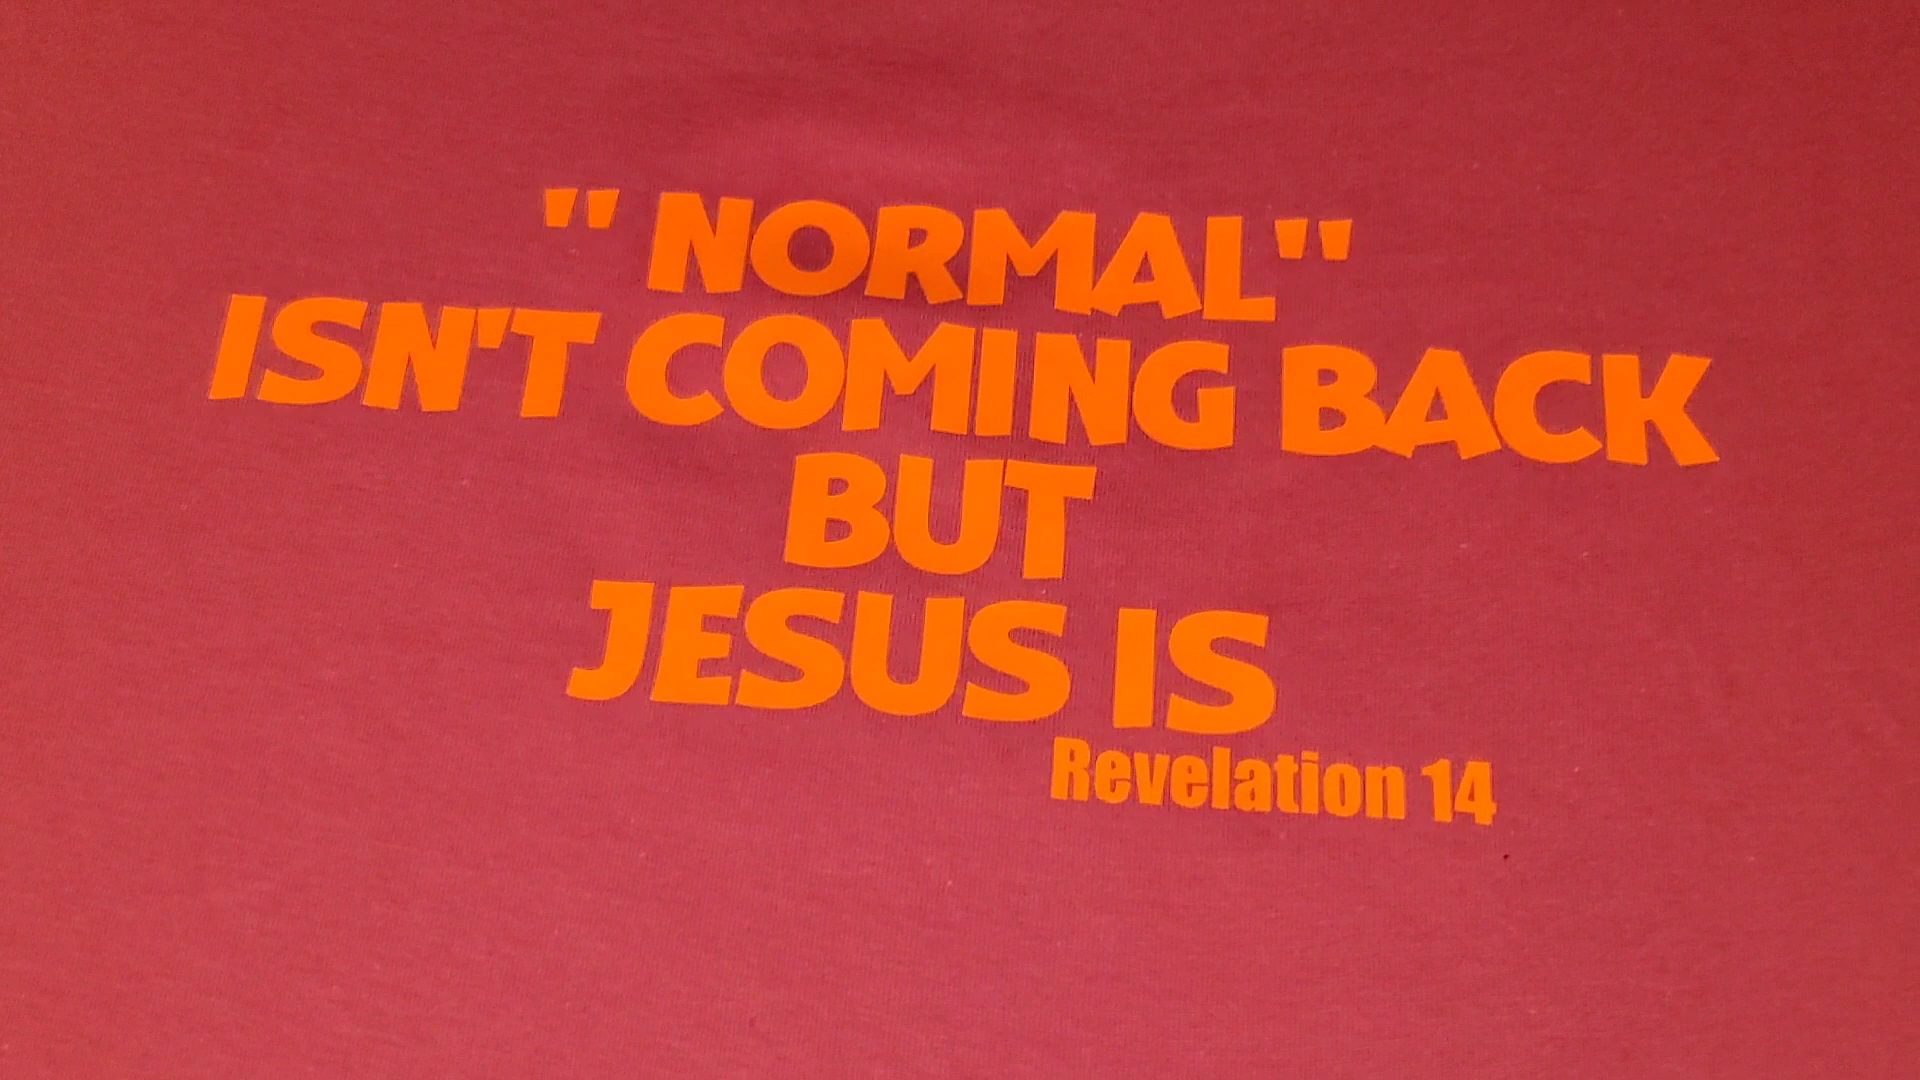 " NORMAL"
ISN'T COMING BACK
BUT
JESUS IS
Revelation 14